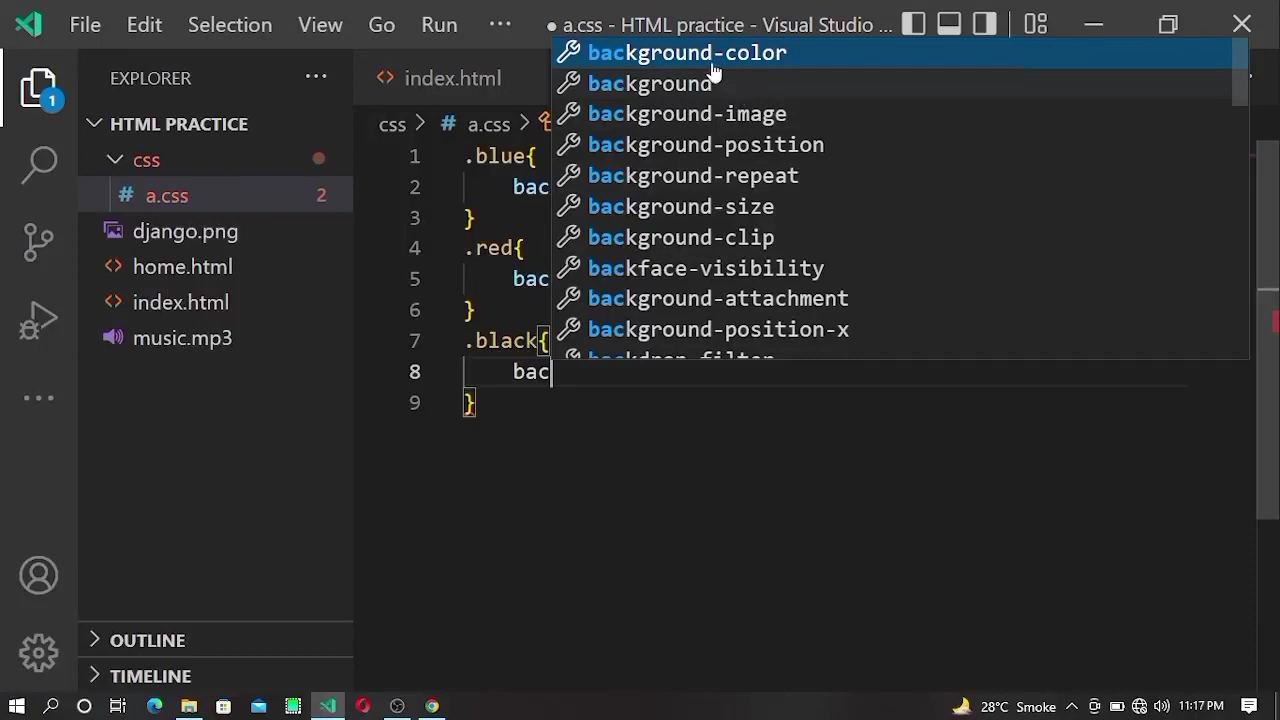 File Edit Selection View Go Run ··· ● a.css - HTML practice - Visual Studio ...
EXPLORER ···
HTML PRACTICE
css
# a.css 2
django.png
home.html
index.html
music.mp3
OUTLINE
TIMELINE
1
<> index.html
css > # a.css >
1 .blue{
2 bac
3 }
4 .red{
5 bac
6 }
7 .black{
8 bac
9 }
background-color
background
background-image
background-position
background-repeat
background-size
background-clip
backface-visibility
background-attachment
background-position-x
backdrop-filter
28°C Smoke 11:17 PM